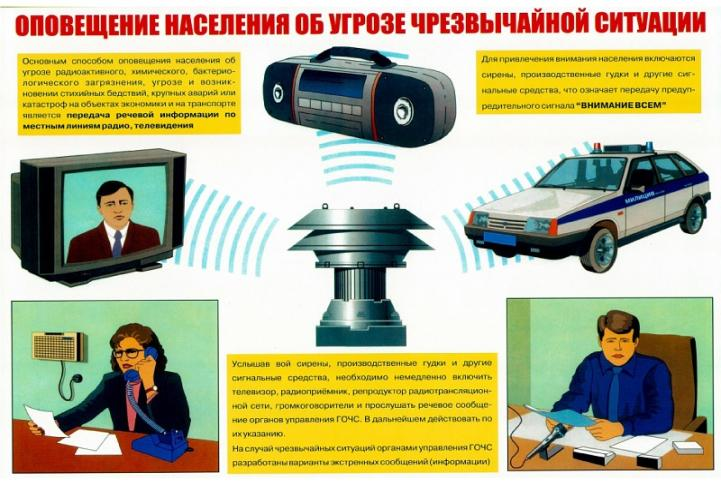 ОПОВЕЩЕНИЕ НАСЕЛЕНИЯ ОБ УГРОЗЕ ЧРЕЗВЫЧАЙНОЙ СИТУАЦИИ
Основным способом оповещения населения об
угрозе радиоактивного, химического, бактерио-
логического загрязнения, угрозе и возник-
новении стихийных бедствий, крупных аварий или
катастроф на объектах экономики и на транспорте
является передача речевой информации по
местным линиям радио, телевидения
Для привлечения внимания населения включаются
сирены, производственные гудки и другие сиг-
нальные средства, что означает передачу предуп-
редительного сигнала "ВНИМАНИЕ ВСЕМ"
МИЛИЦИЯ
Услышав вой сирены, производственные гудки и другие
сигнальные средства, необходимо немедленно включить
телевизор, радиоприёмник, репродуктор радиотрансляцион-
ной сети, громкоговорители и прослушать речевое сообще-
ние органов управления ГОЧС. В дальнейшем действовать по
их указанию.
На случай чрезвычайных ситуаций органами управления ГОЧС
разработаны варианты экстренных сообщений (информации)